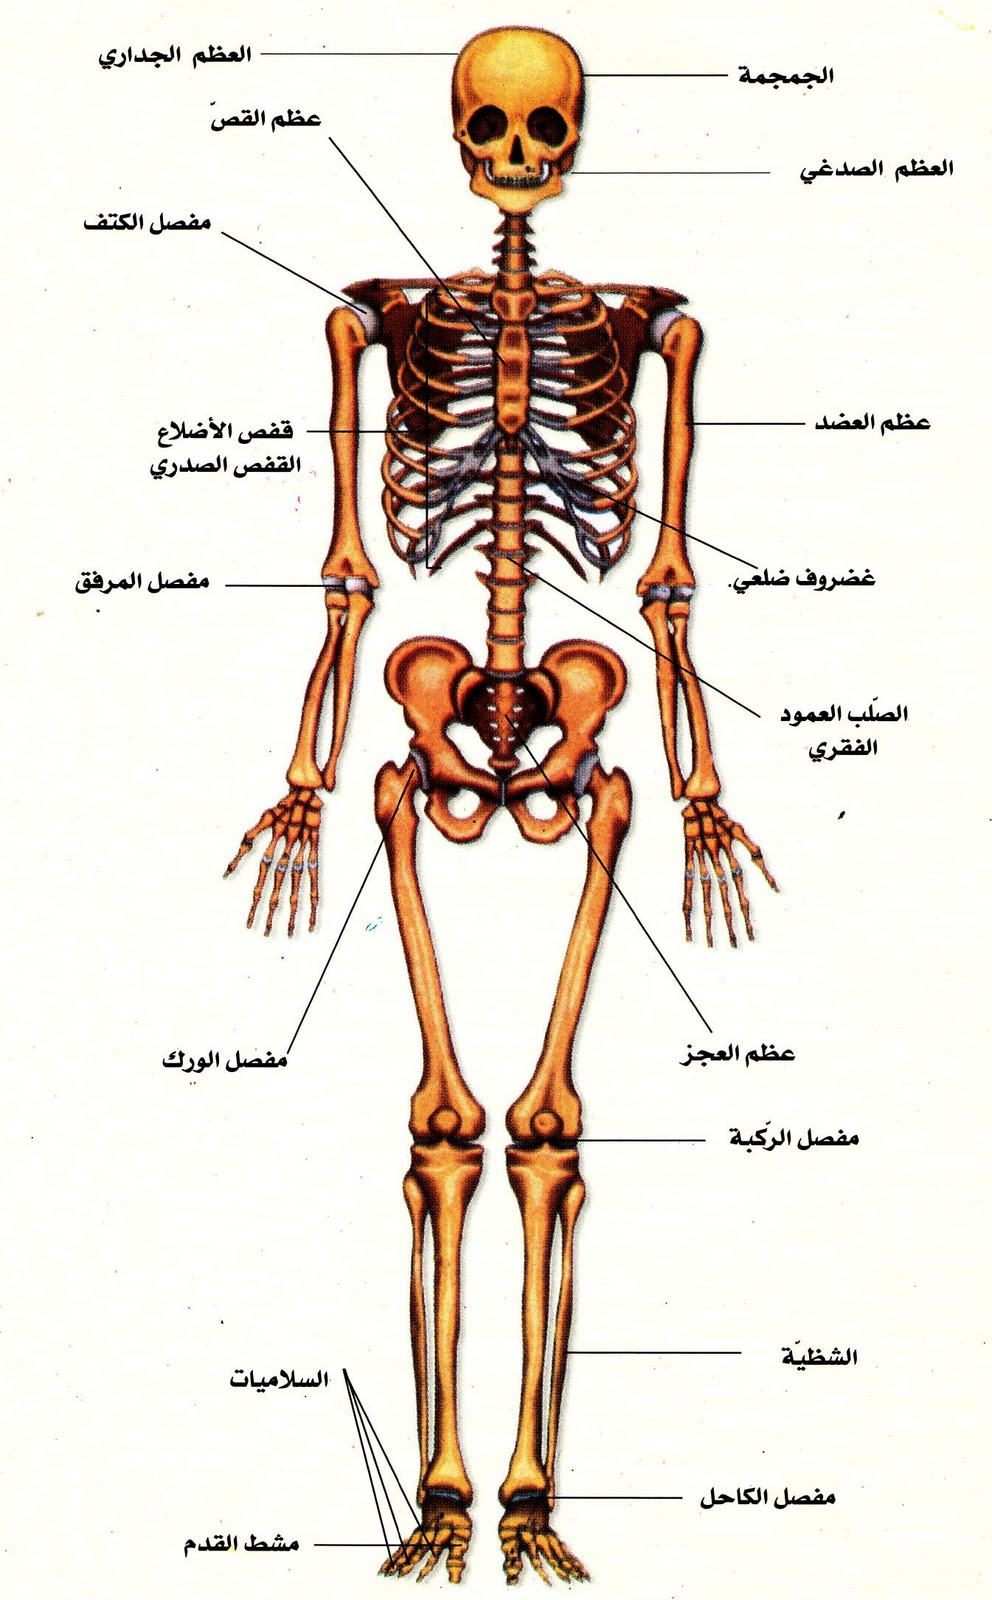 العظم الجداري
الجمجمة
عظم القصّ
العظم الصدغي
مفصل الكتف
قفص الأضلاع
القفص الصدري
عظم العضد
مفصل المرفق
غضروف ضلعي.
الصّلب العمود
الفقري
مفصل الورك
عظم العجز
مفصل الرّكبة
الشظيّة
السلاميات
مفصل الكاحل
مشط القدم